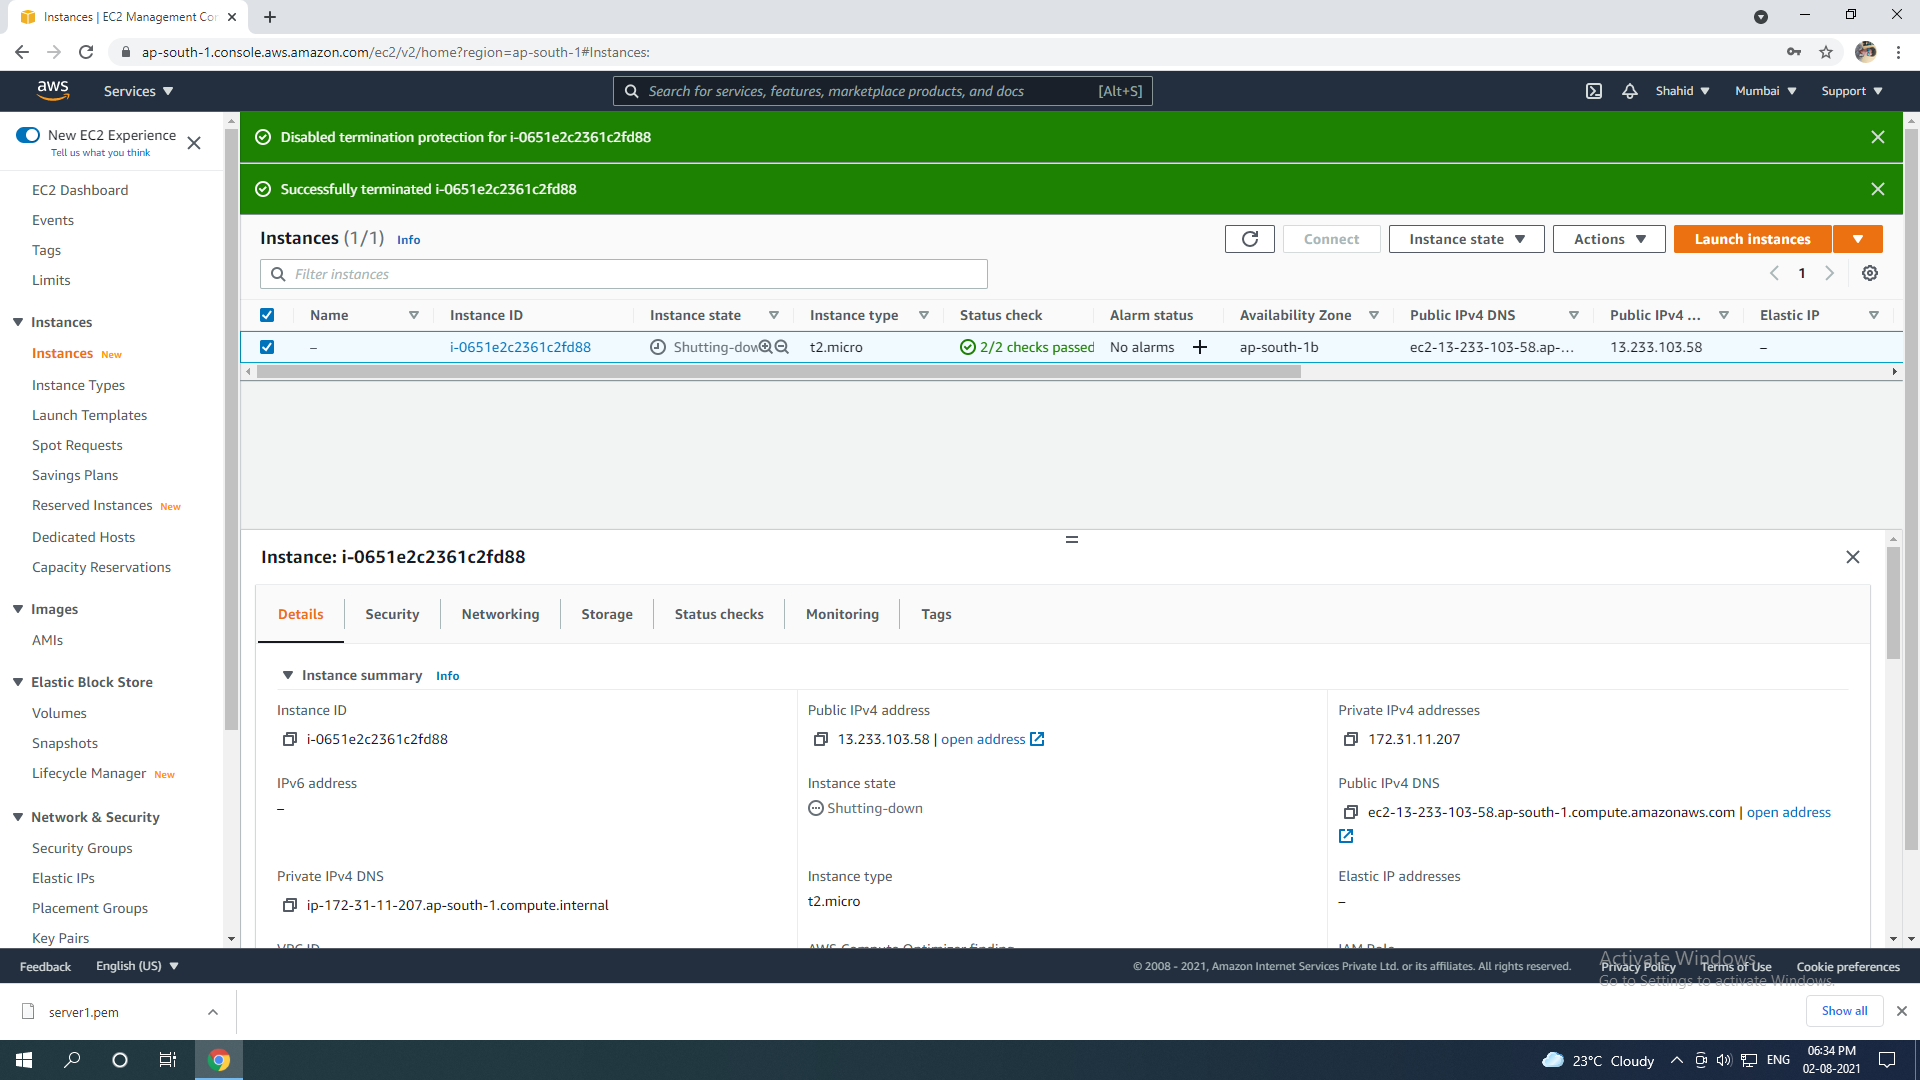 Instances | EC2 Management Cor
ap-south-1.console.aws.amazon.com/ec2/v2/home?region=ap-south-1#Instances:
aws
Services
Search for services, features, marketplace products, and docs
[Alt+S]
Shahid
Mumbai
Support
New EC2 Experience
Tell us what you think
EC2 Dashboard
Events
Tags
Limits
Instances
Instances New
Instance Types
Launch Templates
Spot Requests
Savings Plans
Reserved Instances New
Dedicated Hosts
Capacity Reservations
Images
AMIs
Elastic Block Store
Volumes
Snapshots
Lifecycle Manager New
Network & Security
Security Groups
Elastic IPs
Placement Groups
Key Pairs
Disabled termination protection for i-0651e2c2361c2fd88
Successfully terminated i-0651e2c2361c2fd88
Instances (1/1) Info
Connect
Instance state
Actions
Launch instances
Filter instances
1
Name Instance ID Instance state Instance type Status check Alarm status Availability Zone Public IPv4 DNS Public IPv4 ... Elastic IP
– i-0651e2c2361c2fd88 Shutting-dow t2.micro 2/2 checks passed No alarms ap-south-1b ec2-13-233-103-58.ap-... 13.233.103.58 –
Instance: i-0651e2c2361c2fd88
Details Security Networking Storage Status checks Monitoring Tags
Instance summary Info
Instance ID
i-0651e2c2361c2fd88
Public IPv4 address
13.233.103.58 | open address
Private IPv4 addresses
172.31.11.207
IPv6 address
–
Instance state
Shutting-down
Public IPv4 DNS
ec2-13-233-103-58.ap-south-1.compute.amazonaws.com | open address
Private IPv4 DNS
ip-172-31-11-207.ap-south-1.compute.internal
Instance type
t2.micro
Elastic IP addresses
–
VPC ID
AWS Compute Optimizer finding
IAM Role
Activate Windows
Go to Settings to activate Windows.
Feedback
English (US)
© 2008 - 2021, Amazon Internet Services Private Ltd. or its affiliates. All rights reserved.
Privacy Policy
Terms of Use
Cookie preferences
server1.pem
Show all
23°C Cloudy
ENG
06:34 PM
02-08-2021